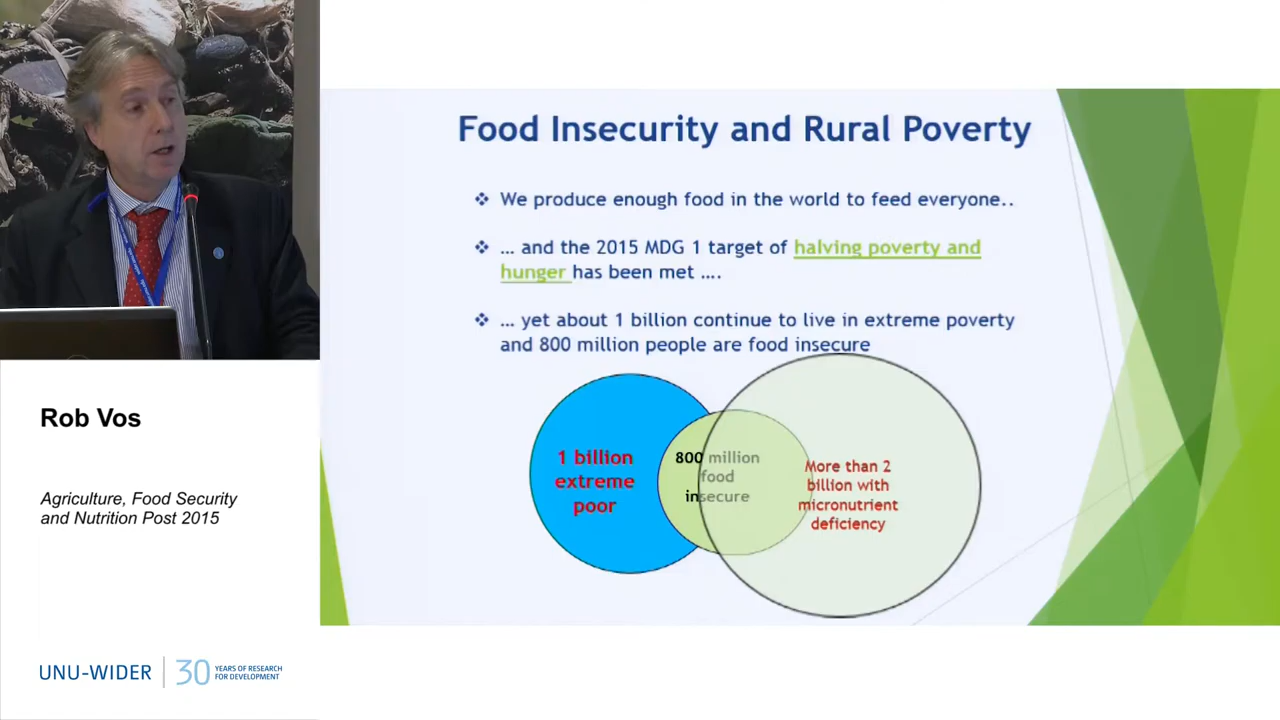 Food Insecurity and Rural Poverty
❖ We produce enough food in the world to feed everyone..
❖ … and the 2015 MDG 1 target of halving poverty and
hunger has been met ….
❖ … yet about 1 billion continue to live in extreme poverty
and 800 million people are food insecure
1 billion
extreme
poor
800 million
food
insecure
More than 2
billion with
micronutrient
deficiency
Rob Vos
Agriculture, Food Security
and Nutrition Post 2015
UNU-WIDER
30 YEARS OF RESEARCH
FOR DEVELOPMENT